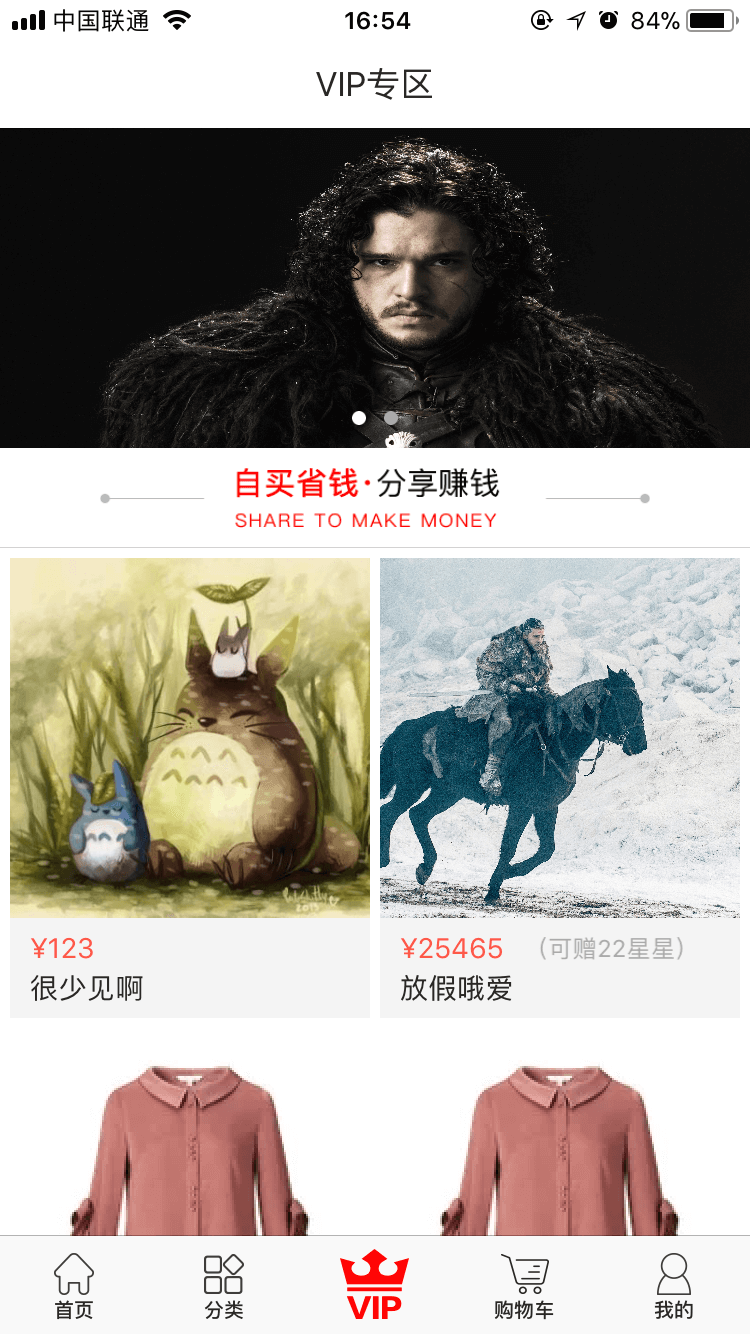 中国联通
16:54
84%
VIP专区
自买省钱·分享赚钱
SHARE TO MAKE MONEY
2015
¥123
很少见啊
¥25465 (可赠22星星)
放假哦爱
首页
分类
VIP
购物车
我的